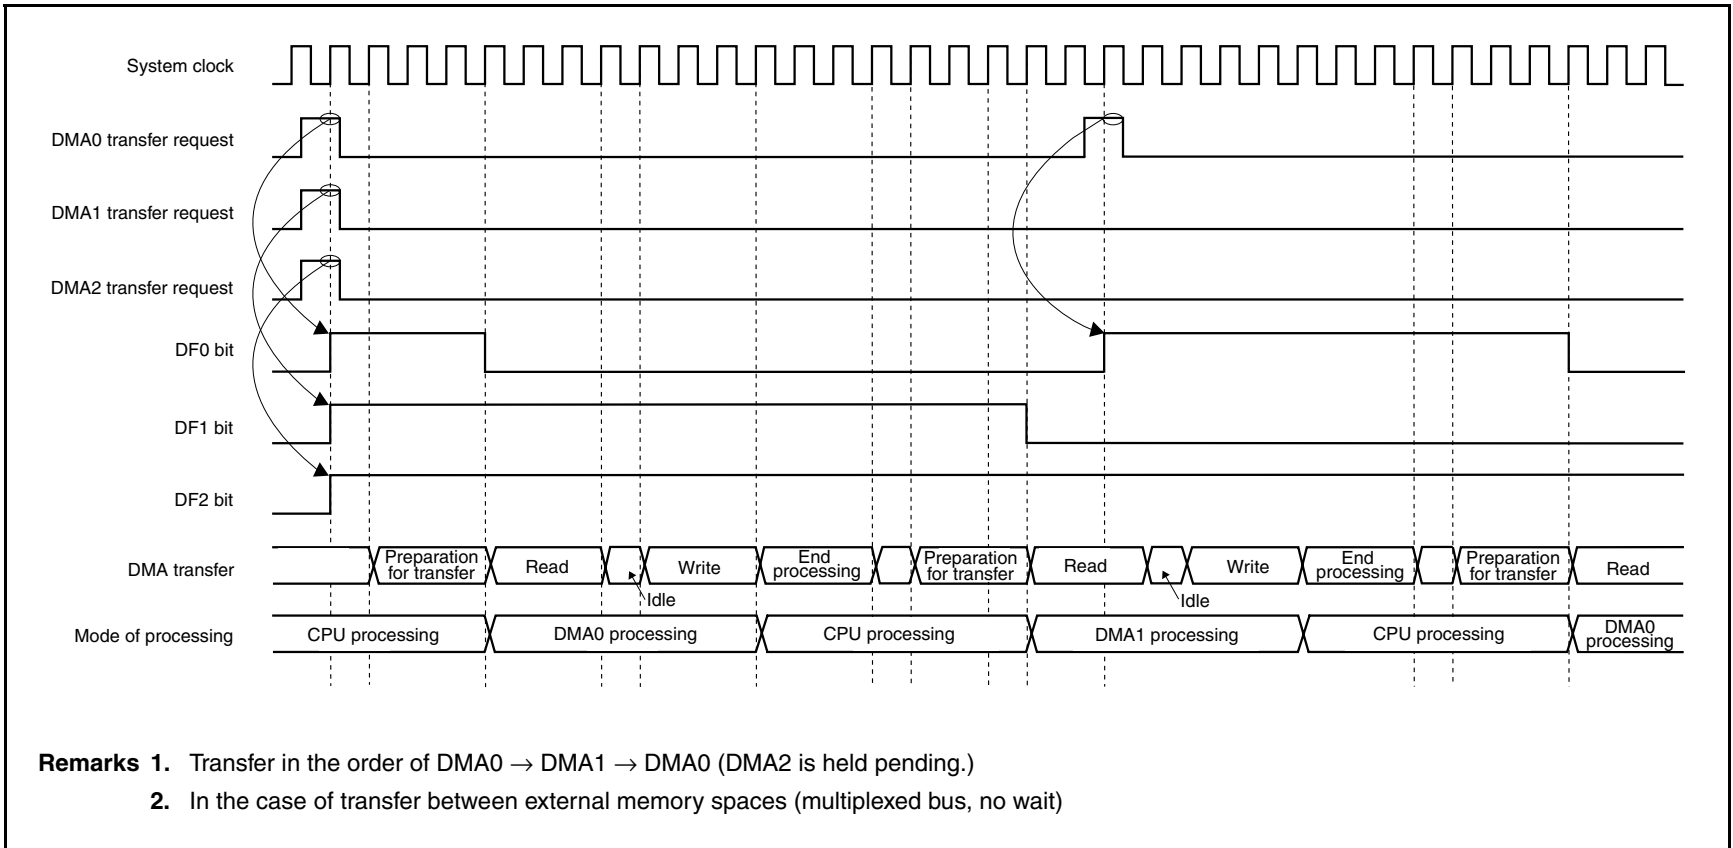 System clock
DMA0 transfer request
DMA1 transfer request
DMA2 transfer request
DF0 bit
DF1 bit
DF2 bit
DMA transfer
Preparation
for transfer
Read
Write
End
processing
Preparation
for transfer
Read
Write
End
processing
Preparation
for transfer
Read
Idle
Idle
Mode of processing
CPU processing
DMA0 processing
CPU processing
DMA1 processing
CPU processing
DMA0
processing
Remarks 1. Transfer in the order of DMA0 → DMA1 → DMA0 (DMA2 is held pending.)
2. In the case of transfer between external memory spaces (multiplexed bus, no wait)